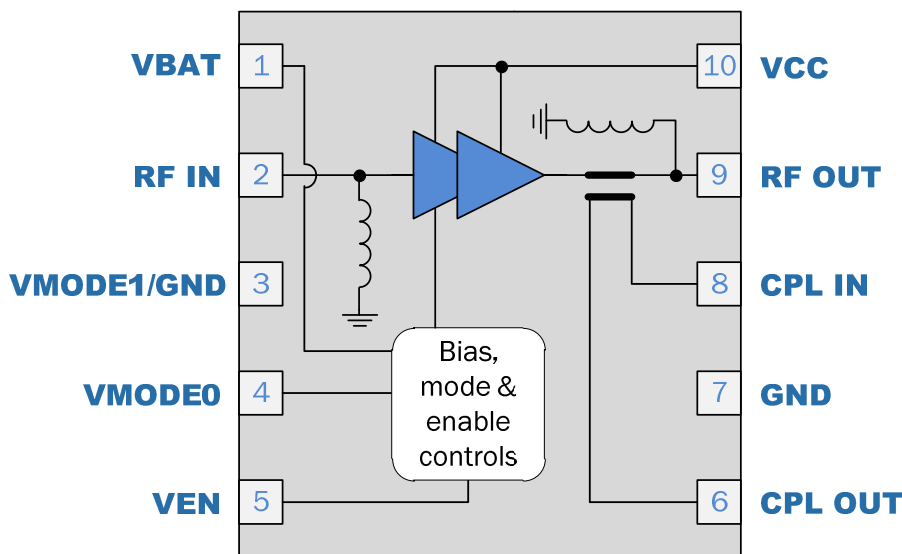 VBAT 1
10 VCC
RF IN 2
9 RF OUT
VMODE1/GND 3
8 CPL IN
Bias,
mode &
enable
controls
VMODE0 4
7 GND
VEN 5
6 CPL OUT